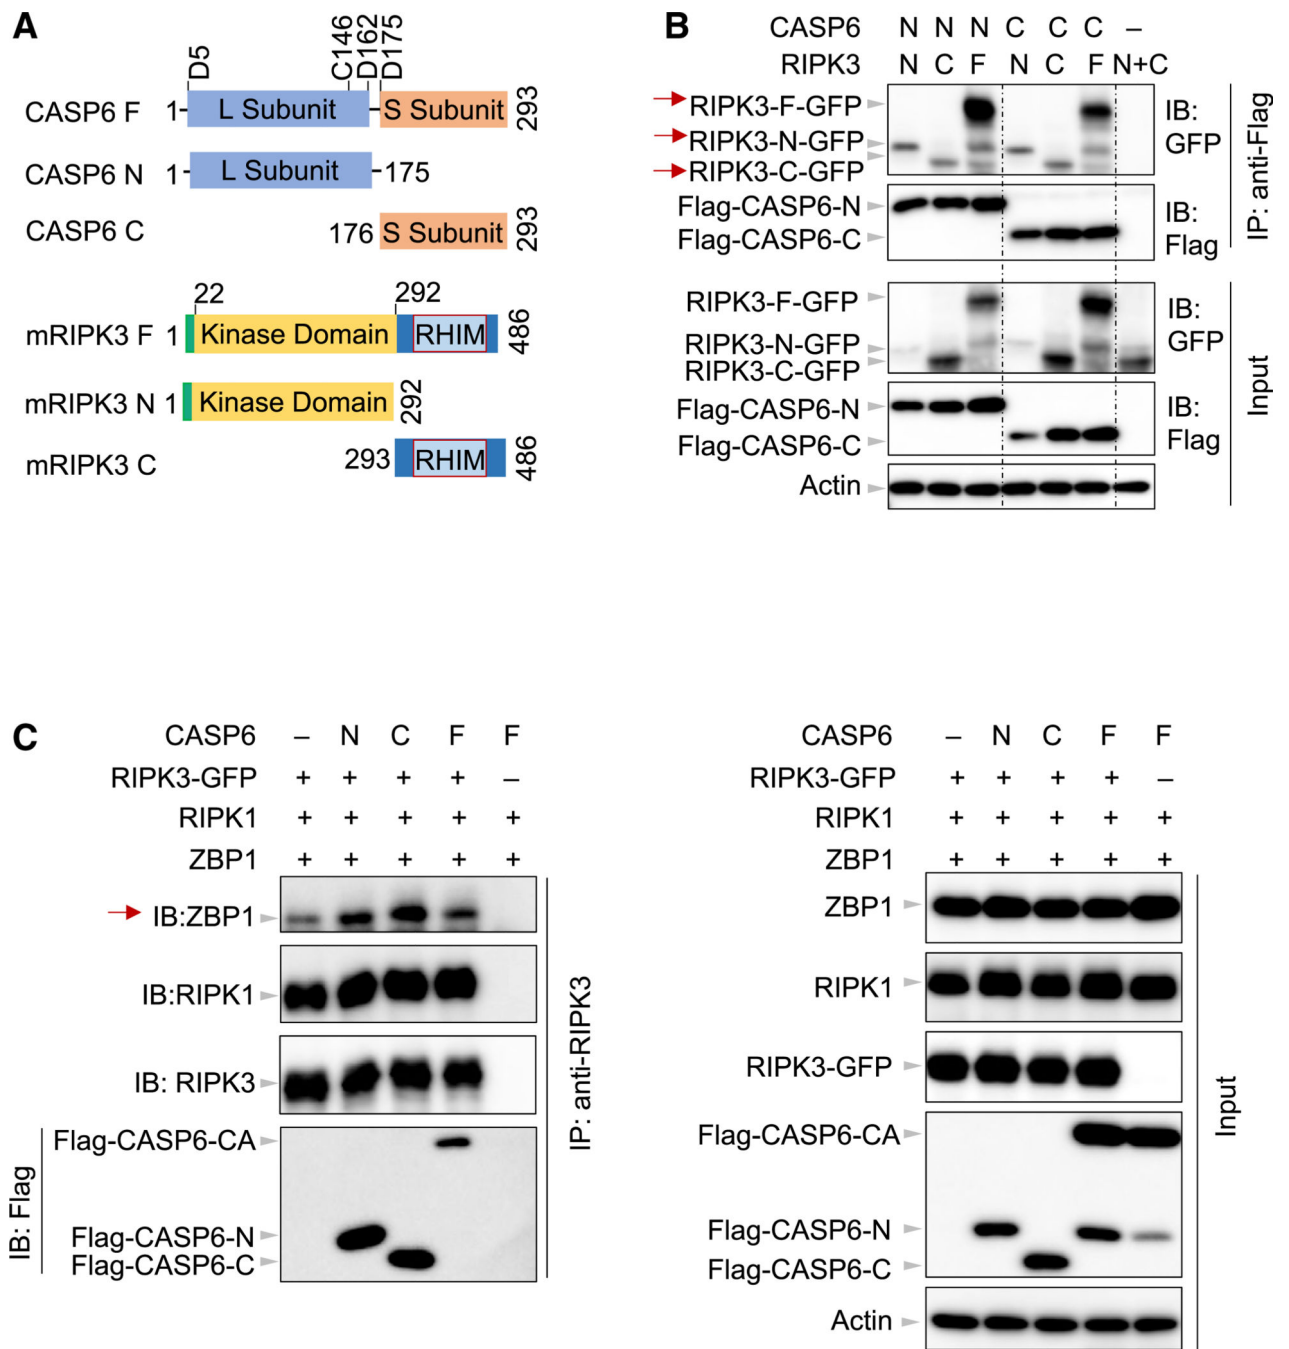 A
D5 C146 D162 D175
CASP6 F 1 L Subunit S Subunit 293
CASP6 N 1 L Subunit 175
CASP6 C 176 S Subunit 293
22 292
mRIPK3 F 1 Kinase Domain RHIM 486
mRIPK3 N 1 Kinase Domain 292
mRIPK3 C 293 RHIM 486
B
CASP6 N N N C C C –
RIPK3 N C F N C F N+C
RIPK3-F-GFP
RIPK3-N-GFP
RIPK3-C-GFP
IB:
GFP
Flag-CASP6-N
Flag-CASP6-C
IB:
Flag
IP: anti-Flag
RIPK3-F-GFP
RIPK3-N-GFP
RIPK3-C-GFP
IB:
GFP
Flag-CASP6-N
Flag-CASP6-C
IB:
Flag
Actin
Input
C
CASP6 – N C F F
RIPK3-GFP + + + + –
RIPK1 + + + + +
ZBP1 + + + + +
IB:ZBP1
IB:RIPK1
IB: RIPK3
Flag-CASP6-CA
Flag-CASP6-N
Flag-CASP6-C
IB: Flag
IP: anti-RIPK3
CASP6 – N C F F
RIPK3-GFP + + + + –
RIPK1 + + + + +
ZBP1 + + + + +
ZBP1
RIPK1
RIPK3-GFP
Flag-CASP6-CA
Flag-CASP6-N
Flag-CASP6-C
Actin
Input